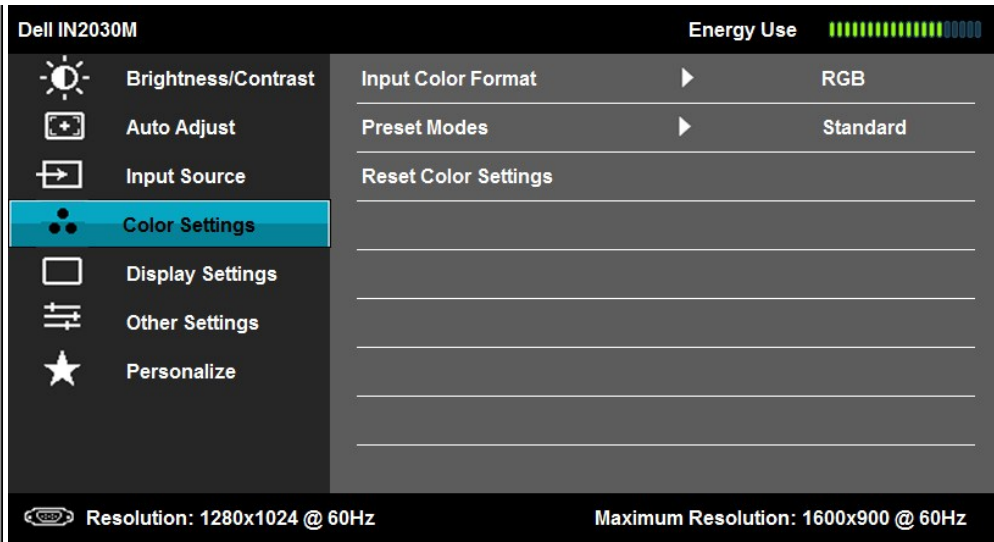 Dell IN2030M Energy Use
Brightness/Contrast Input Color Format RGB
Auto Adjust Preset Modes Standard
Input Source Reset Color Settings
Color Settings
Display Settings
Other Settings
Personalize
Resolution: 1280x1024 @ 60Hz Maximum Resolution: 1600x900 @ 60Hz